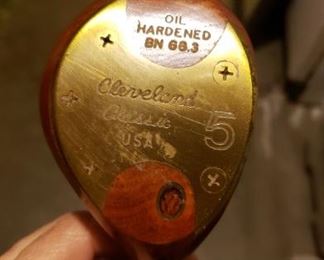 OIL
HARDENED
BN 66.3
Cleveland
Classic
USA
5